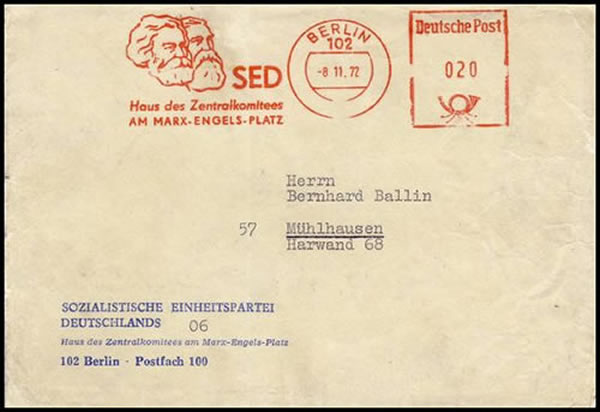 SED
Haus des Zentralkomitees
AM MARX-ENGELS-PLATZ
BERLIN
102
-8 11. 72
Deutsche Post
020
Herrn
Bernhard Ballin
57 Mühlhausen
Harwand 68
SOZIALISTISCHE EINHEITSPARTEI
DEUTSCHLANDS 06
Haus des Zentralkomitees am Marx-Engels-Platz
102 Berlin · Postfach 100